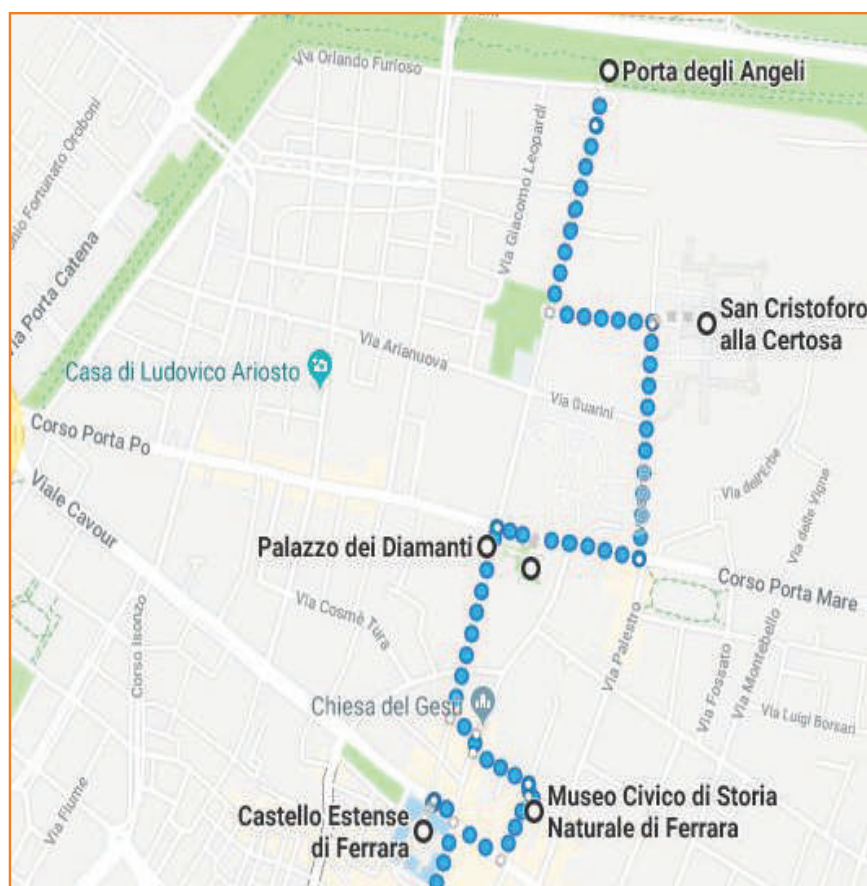 Via Orlando Furioso
Porta degli Angeli
Via Giacomo Leopardi
Via Porta Catena
San Cristoforo
alla Certosa
Via Arianuova
Casa di Ludovico Ariosto
Via Guarini
Corso Porta Po
Via dell'Erbe
Via delle Vigne
Viale Cavour
Palazzo dei Diamanti
Corso Porta Mare
Via Cosmè Tura
Corso Isonzo
Via Palestro
Via Fossato
Via Montebello
Chiesa del Gesù
Via Luigi Borsari
Via Fiume
Castello Estense
di Ferrara
Museo Civico di Storia
Naturale di Ferrara